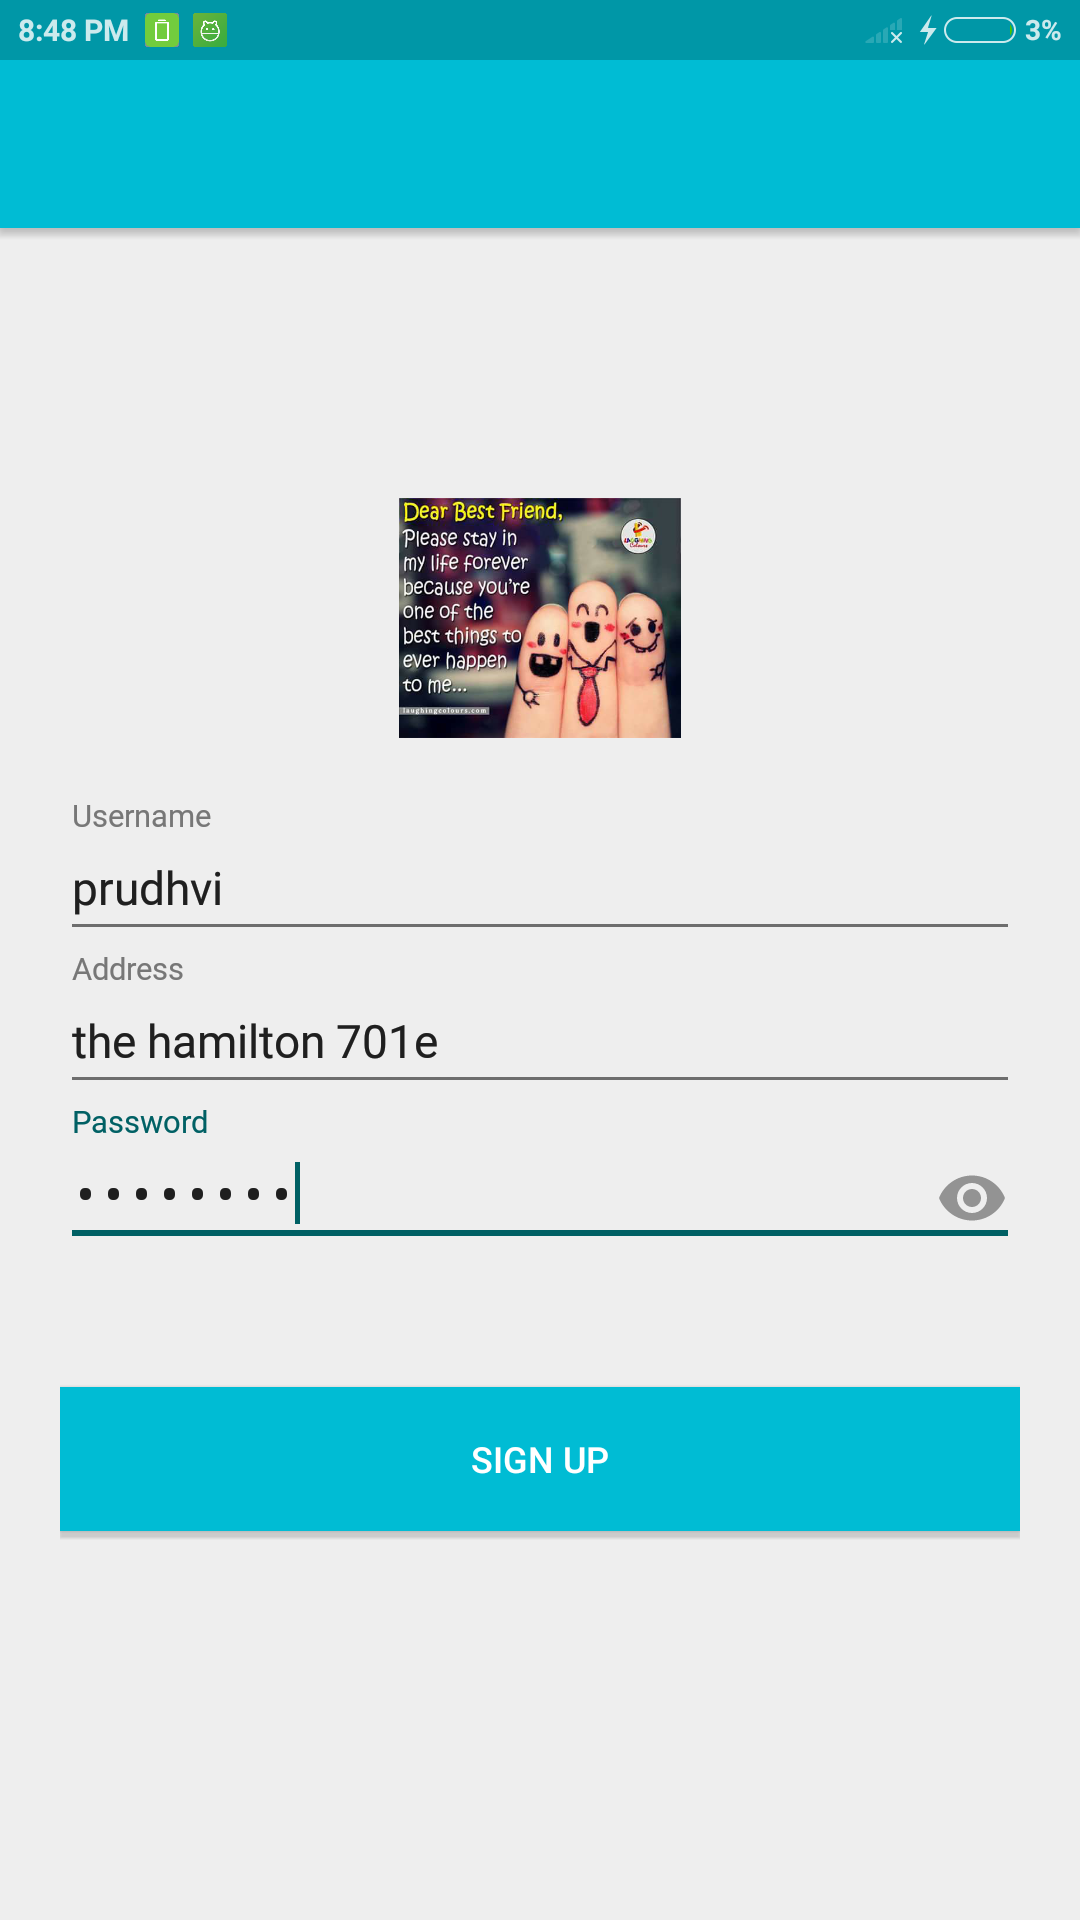 8:48 PM
3%
Dear Best Friend,
Please stay in
my life forever
because you're
one of the
best things to
ever happen
to me...
laughingcolours.com
Username
prudhvi
Address
the hamilton 701e
Password
SIGN UP